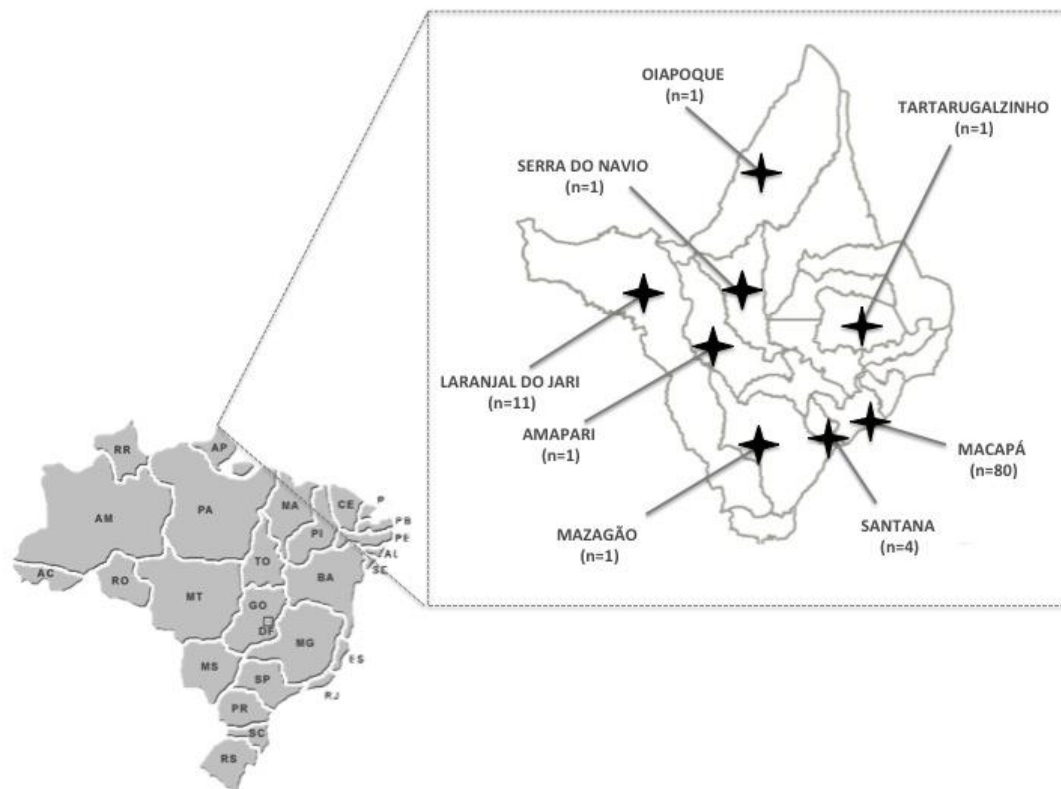 OIAPOQUE
(n=1)
TARTARUGALZINHO
(n=1)
SERRA DO NAVIO
(n=1)
LARANJAL DO JARI
(n=11)
AMAPARI
(n=1)
MACAPÁ
(n=80)
MAZAGÃO
(n=1)
SANTANA
(n=4)
RR
AP
AM
PA
MA
CE
P
PB
PI
PE
AL
SE
AC
RO
TO
BA
MT
GO
DF
MG
ES
MS
SP
RJ
PR
SC
RS